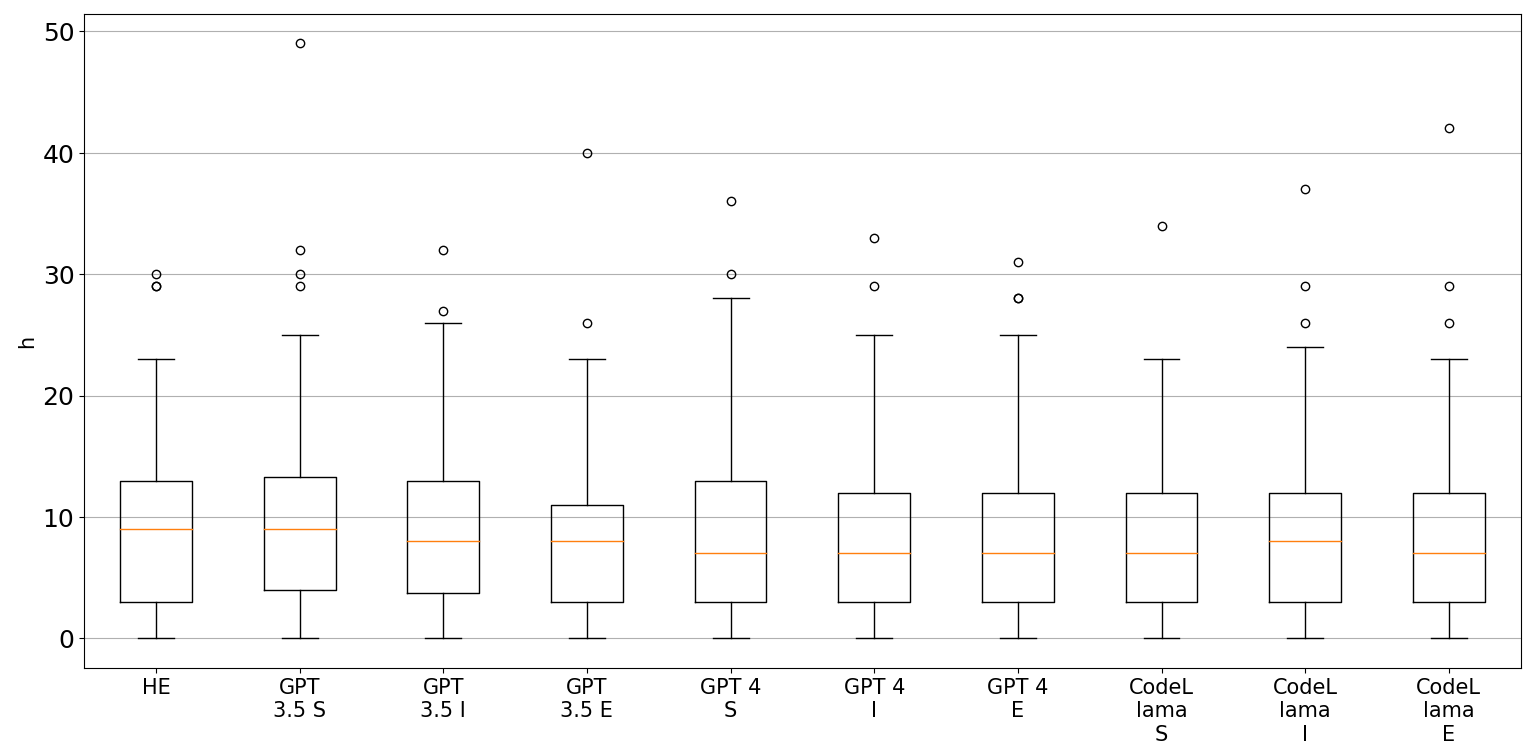 50
40
30
20
10
0
h
HE
GPT
3.5 S
GPT
3.5 I
GPT
3.5 E
GPT 4
S
GPT 4
I
GPT 4
E
CodeL
lama
S
CodeL
lama
I
CodeL
lama
E